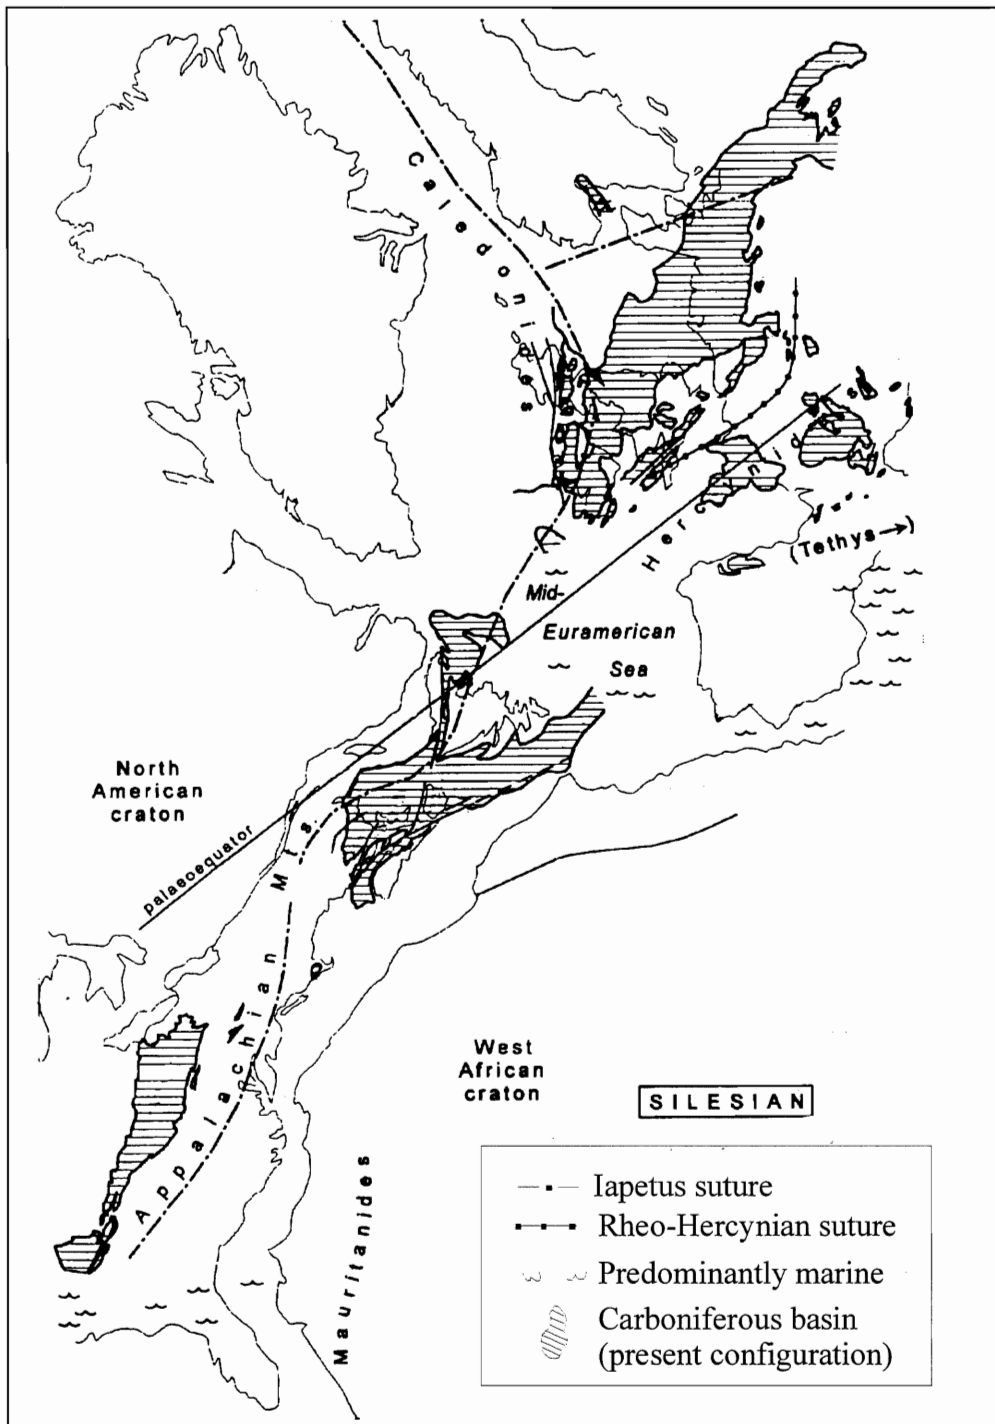 Caledonides
Hercynides
(Tethys→)
Mid-
Euramerican
Sea
North
American
craton
palaeoequator
Appalachian Mts.
West
African
craton
Mauritanides
SILESIAN
Iapetus suture
Rheo-Hercynian suture
Predominantly marine
Carboniferous basin
(present configuration)